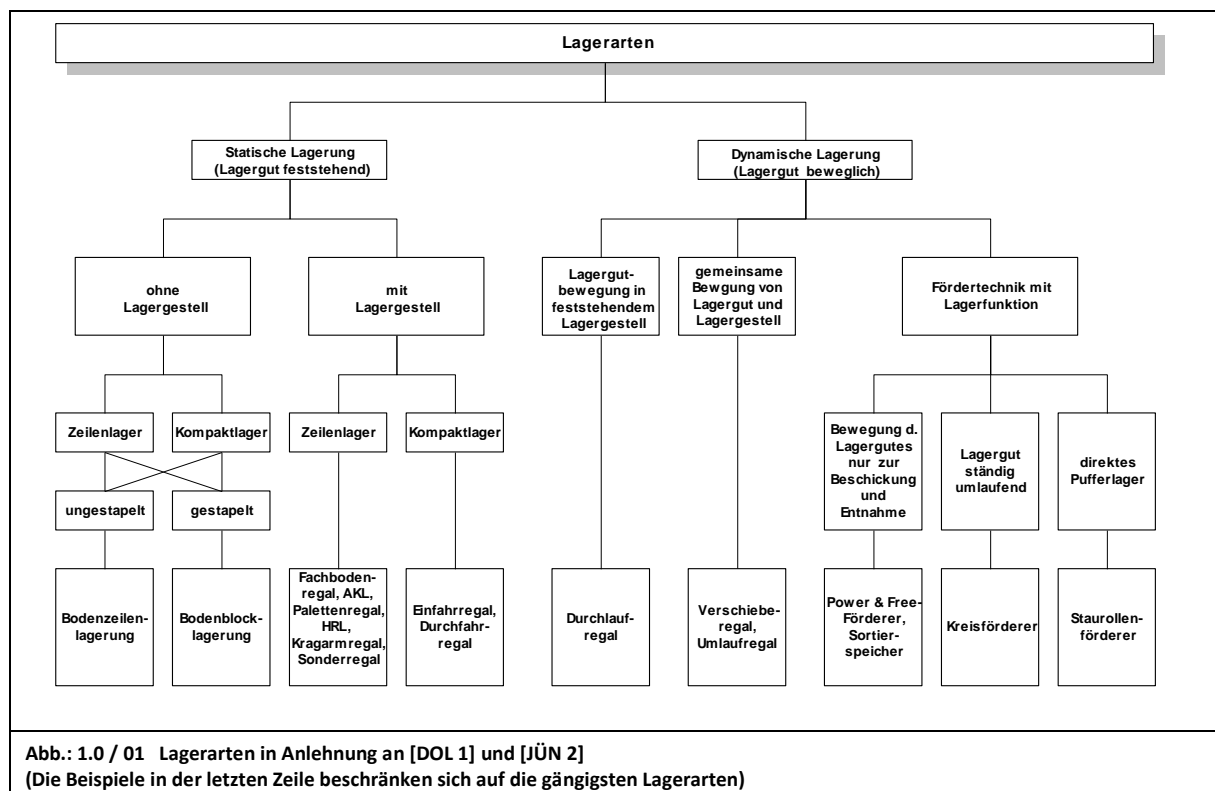 Lagerarten
Statische Lagerung
(Lagergut feststehend)
Dynamische Lagerung
(Lagergut beweglich)
ohne
Lagergestell
mit
Lagergestell
Lagergut-
bewegung in
feststehendem
Lagergestell
gemeinsame
Bewgung von
Lagergut und
Lagergestell
Fördertechnik mit
Lagerfunktion
Zeilenlager
Kompaktlager
Zeilenlager
Kompaktlager
Bewegung d.
Lagergutes
nur zur
Beschickung
und
Entnahme
Lagergut
ständig
umlaufend
direktes
Pufferlager
ungestapelt
gestapelt
Bodenzeilen-
lagerung
Bodenblock-
lagerung
Fachboden-
regal, AKL,
Palettenregal,
HRL,
Kragarmregal,
Sonderregal
Einfahrregal,
Durchfahr-
regal
Durchlauf-
regal
Verschiebe-
regal,
Umlaufregal
Power & Free-
Förderer,
Sortier-
speicher
Kreisförderer
Staurollen-
förderer
Abb.: 1.0 / 01 Lagerarten in Anlehnung an [DOL 1] und [JÜN 2]
(Die Beispiele in der letzten Zeile beschränken sich auf die gängigsten Lagerarten)